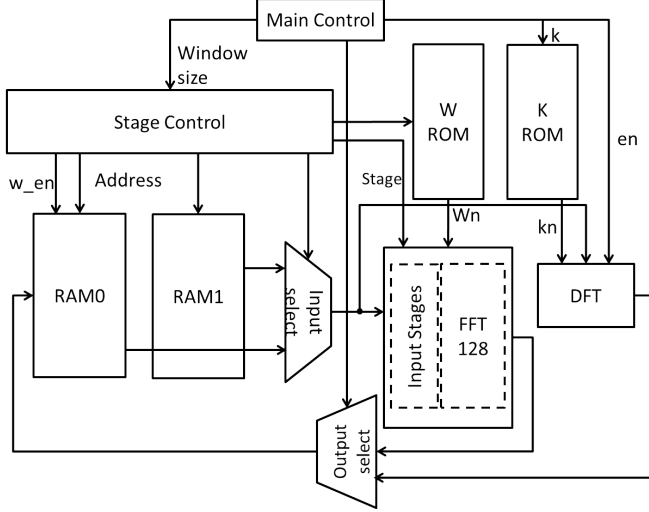 Main Control
Window
size
k
W
ROM
K
ROM
Stage Control
en
w_en
Address
Stage
Wn
kn
RAM0
RAM1
Input
select
Input Stages
FFT
128
DFT
Output
select